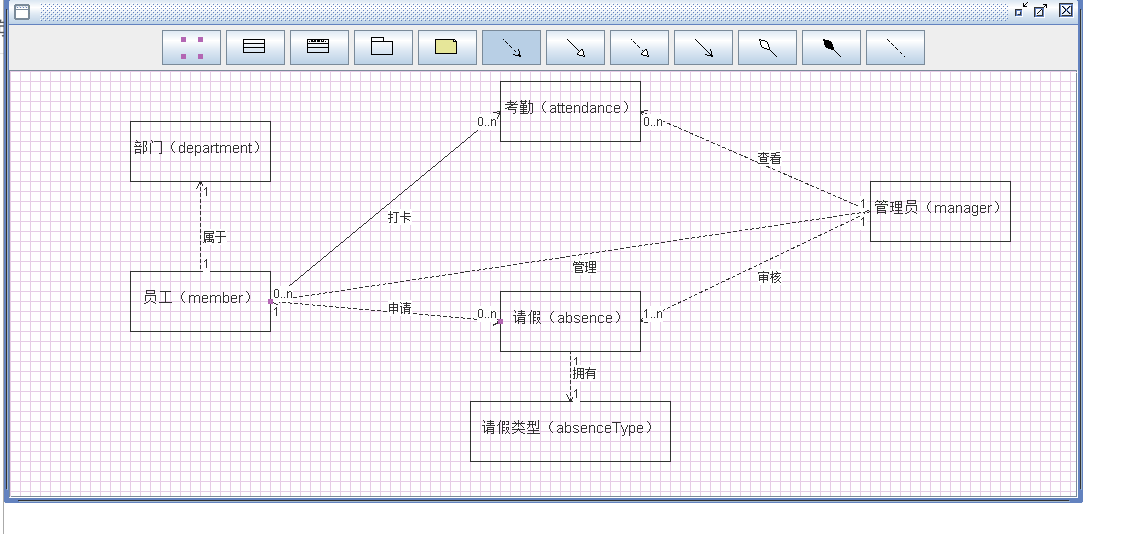 考勤（attendance）
0..n
0..n
部门（department）
查看
1
1
管理员（manager）
1
打卡
属于
1
管理
审核
0..n
员工（member）
1
申请
0..n
请假（absence）
1..n
1
拥有
1
请假类型（absenceType）